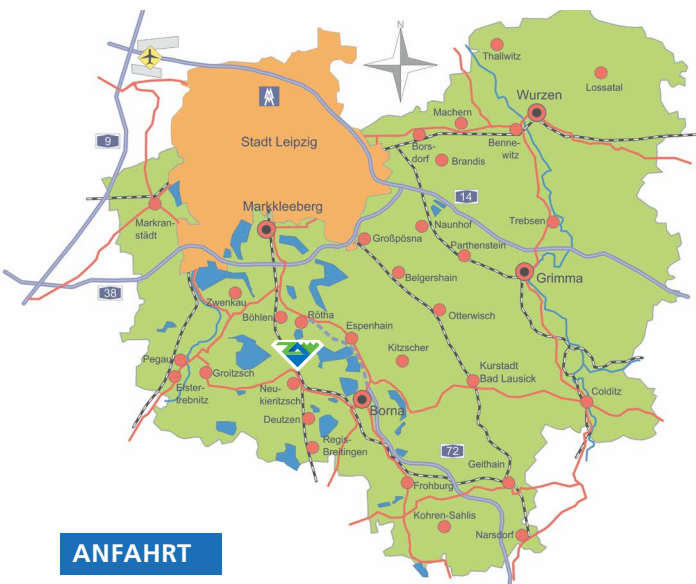 N
Thallwitz
Lossatal
Wurzen
Machern
Bors-
dorf
Benne-
witz
Brandis
9
Stadt Leipzig
14
Markran-
städt
Markkleeberg
Naunhof
Trebsen
Großpösna
Parthenstein
Grimma
Belgershain
38
Zwenkau
Böhlen
Rötha
Espenhain
Otterwisch
Kitzscher
Pegau
Groitzsch
Elster-
trebnitz
Neu-
kieritzsch
Kurstadt
Bad Lausick
Colditz
Deutzen
Borna
Regis-
Breitingen
72
Geithain
Frohburg
Kohren-Sahlis
Narsdorf
ANFAHRT